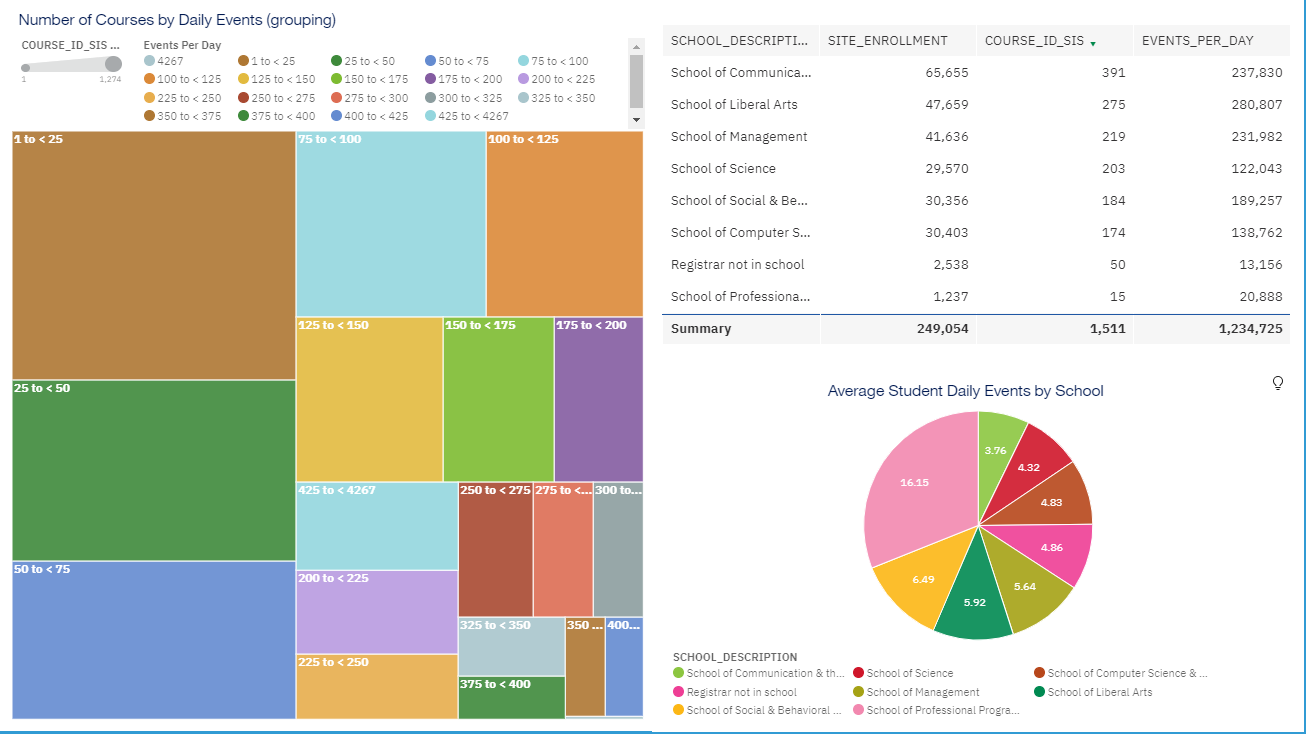 Number of Courses by Daily Events (grouping)
COURSE_ID_SIS ...
1 1,274
Events Per Day
4267 1 to < 25 25 to < 50 50 to < 75 75 to < 100
100 to < 125 125 to < 150 150 to < 175 175 to < 200 200 to < 225
225 to < 250 250 to < 275 275 to < 300 300 to < 325 325 to < 350
350 to < 375 375 to < 400 400 to < 425 425 to < 4267
1 to < 25
75 to < 100
100 to < 125
125 to < 150
150 to < 175
175 to < 200
25 to < 50
425 to < 4267
250 to < 275
275 to <...
300 to...
50 to < 75
200 to < 225
325 to < 350
350 ...
400...
225 to < 250
375 to < 400
SCHOOL_DESCRIPTI... SITE_ENROLLMENT COURSE_ID_SIS EVENTS_PER_DAY
School of Communica... 65,655 391 237,830
School of Liberal Arts 47,659 275 280,807
School of Management 41,636 219 231,982
School of Science 29,570 203 122,043
School of Social & Be... 30,356 184 189,257
School of Computer S... 30,403 174 138,762
Registrar not in school 2,538 50 13,156
School of Professiona... 1,237 15 20,888
Summary 249,054 1,511 1,234,725
Average Student Daily Events by School
3.76
4.32
4.83
4.86
5.64
5.92
6.49
16.15
SCHOOL_DESCRIPTION
School of Communication & th... School of Science School of Computer Science & ...
Registrar not in school School of Management School of Liberal Arts
School of Social & Behavioral ... School of Professional Progra...